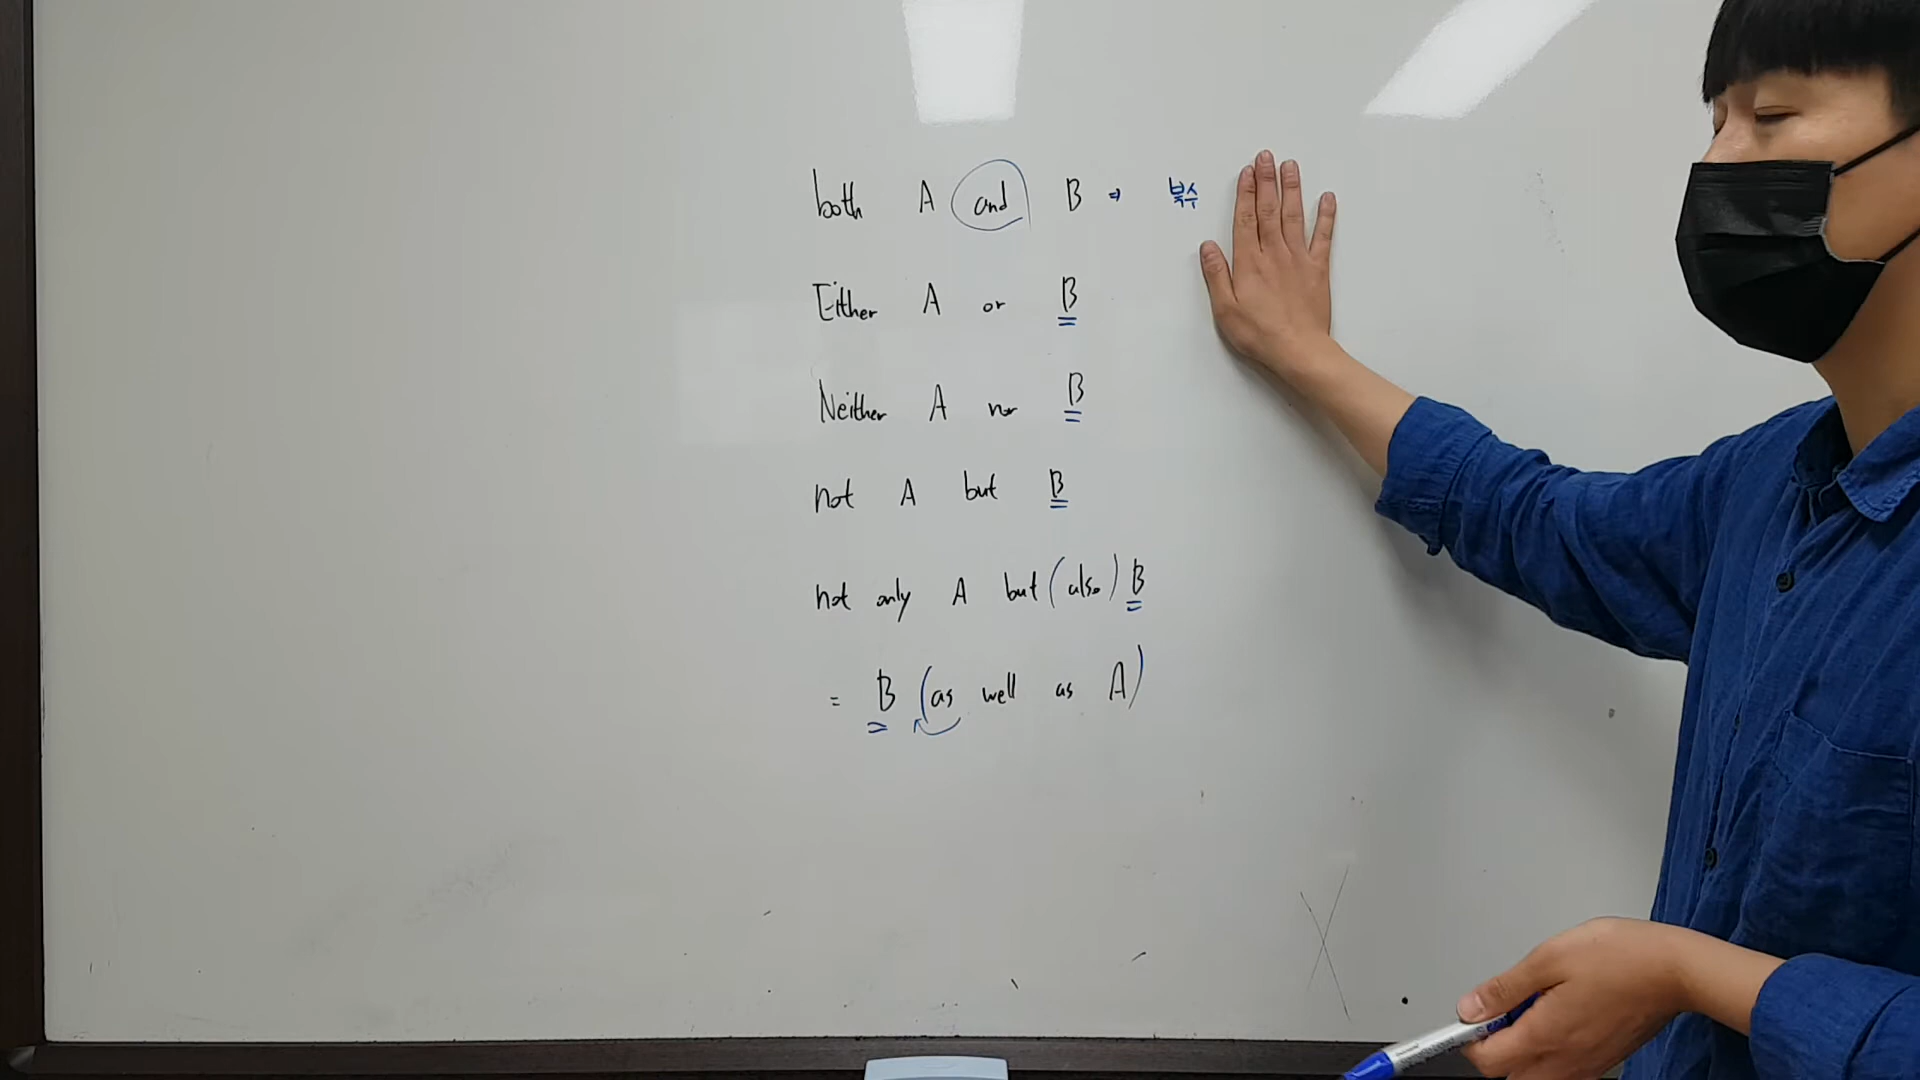 both A and B ⇒ 복수
Either A or B
Neither A nor B
not A but B
not only A but (also) B
= B (as well as A)